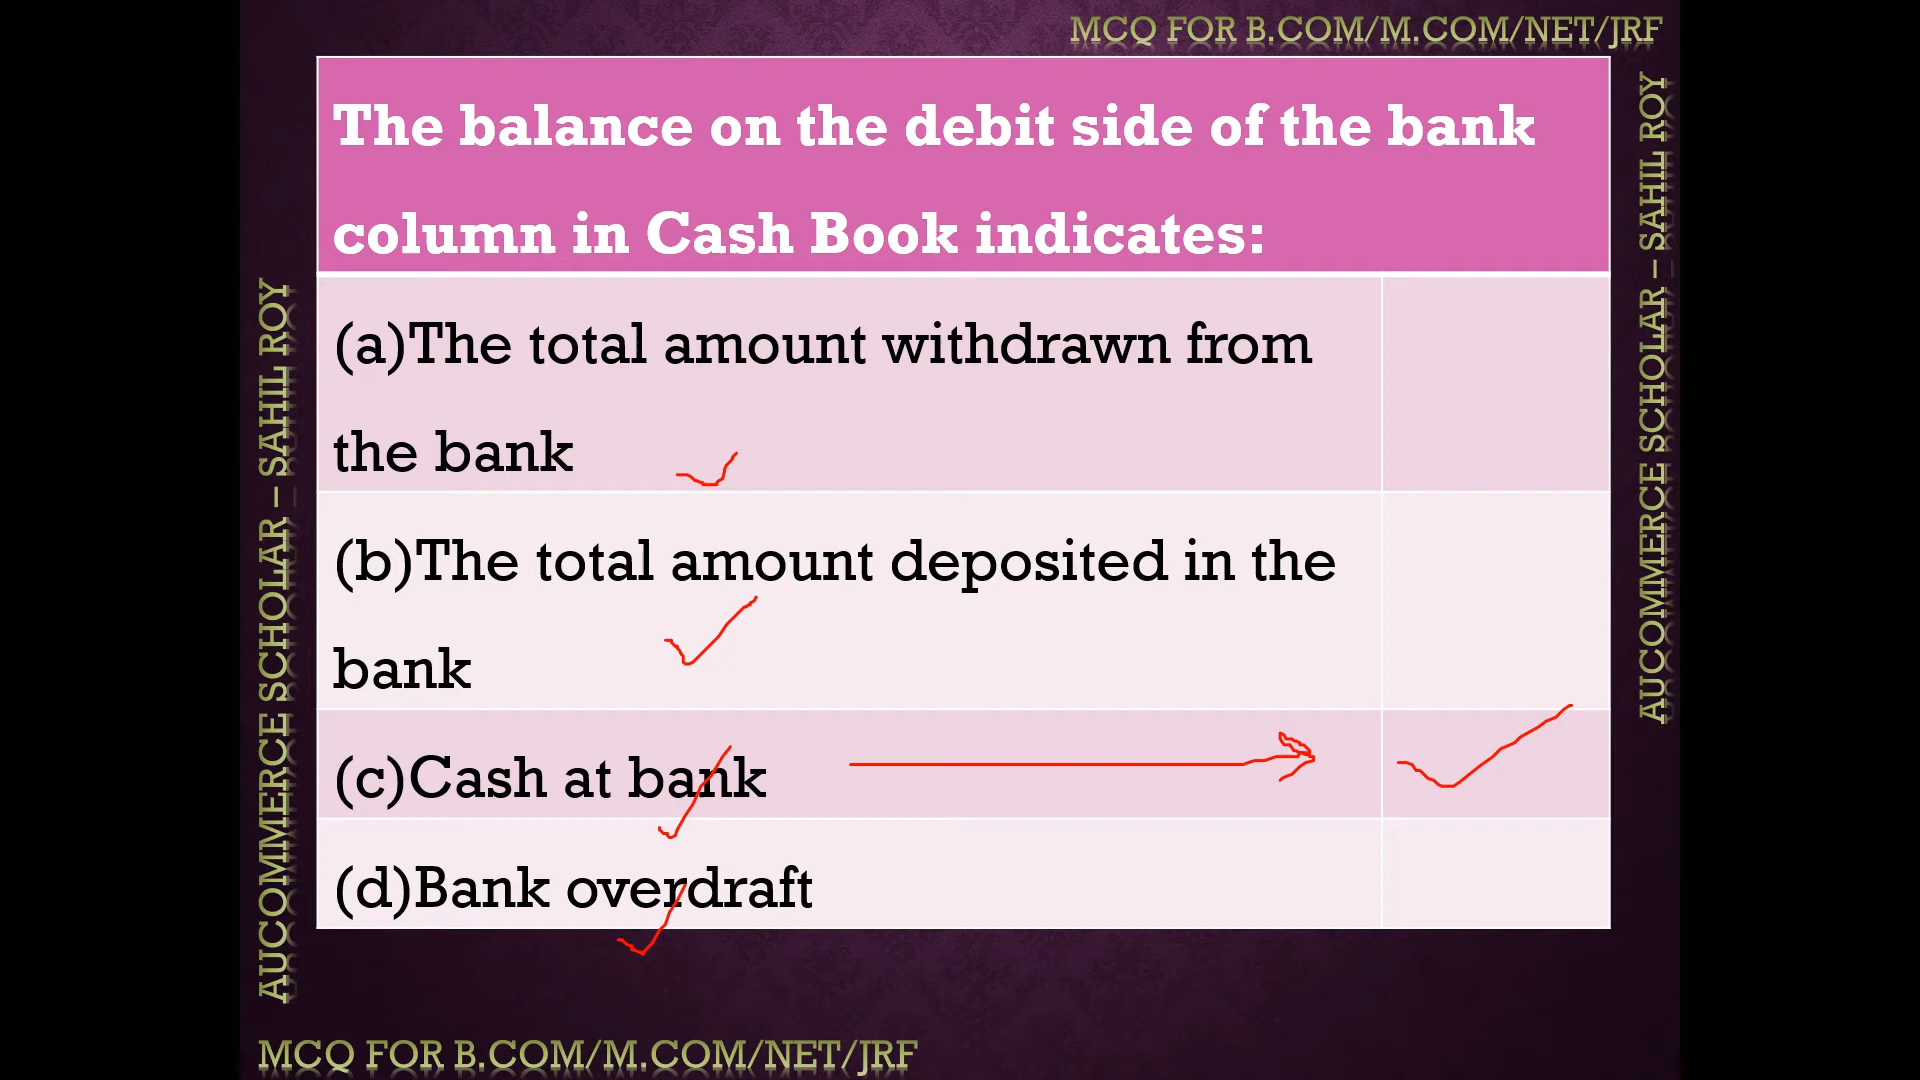 MCQ FOR B.COM/M.COM/NET/JRF
The balance on the debit side of the bank
column in Cash Book indicates:
(a)The total amount withdrawn from
the bank
(b)The total amount deposited in the
bank
(c)Cash at bank
(d)Bank overdraft
AUCOMMERCE SCHOLAR – SAHIL ROY
AUCOMMERCE SCHOLAR – SAHIL ROY
MCQ FOR B.COM/M.COM/NET/JRF